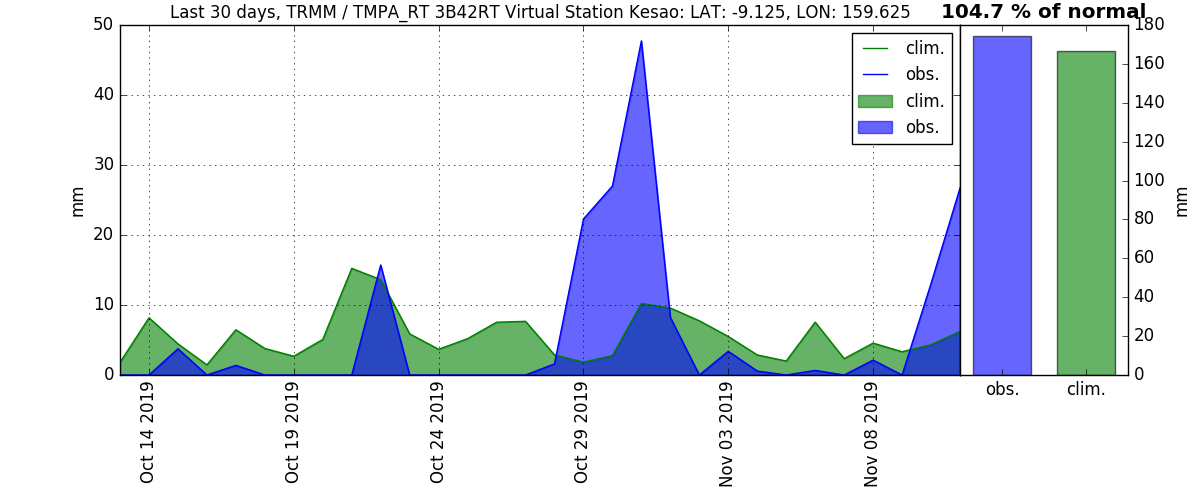 Last 30 days, TRMM / TMPA_RT 3B42RT Virtual Station Kesao: LAT: -9.125, LON: 159.625
104.7 % of normal
50
40
30
20
10
0
mm
clim.
obs.
clim.
obs.
Oct 14 2019
Oct 19 2019
Oct 24 2019
Oct 29 2019
Nov 03 2019
Nov 08 2019
180
160
140
120
100
80
60
40
20
0
mm
obs.
clim.